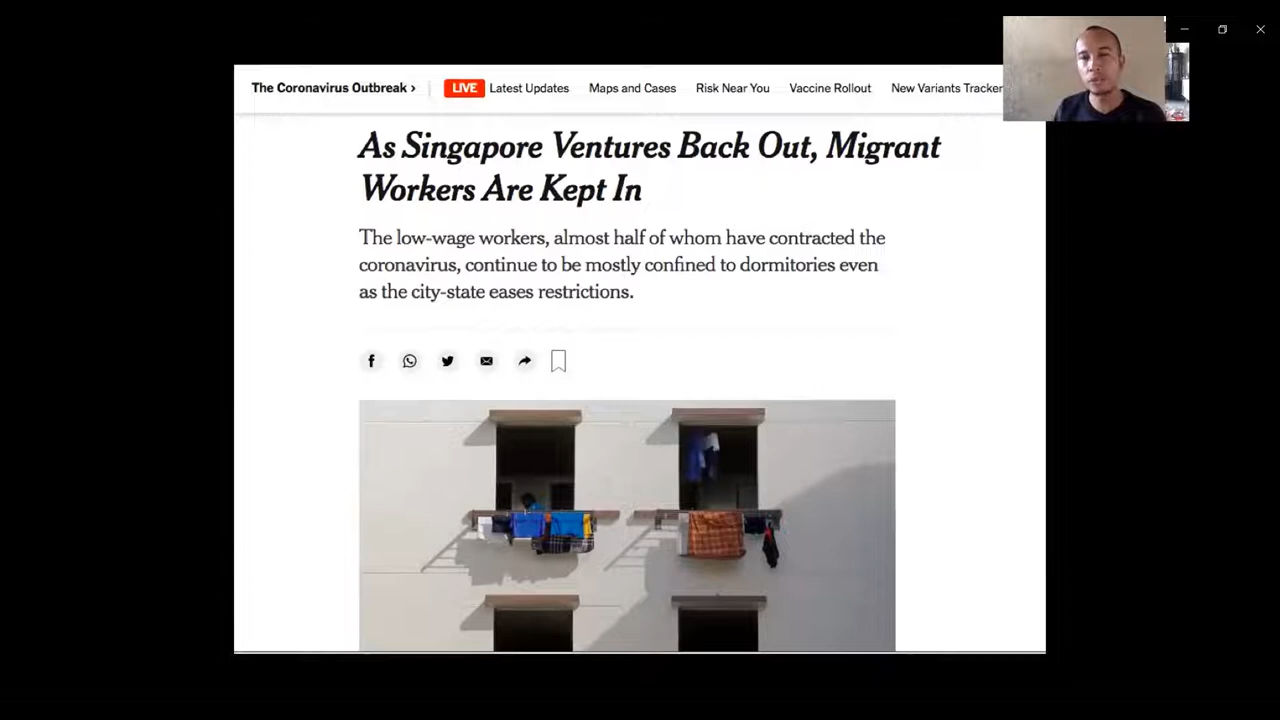 The Coronavirus Outbreak ›
LIVE Latest Updates Maps and Cases Risk Near You Vaccine Rollout New Variants Tracker
As Singapore Ventures Back Out, Migrant
Workers Are Kept In
The low-wage workers, almost half of whom have contracted the
coronavirus, continue to be mostly confined to dormitories even
as the city-state eases restrictions.